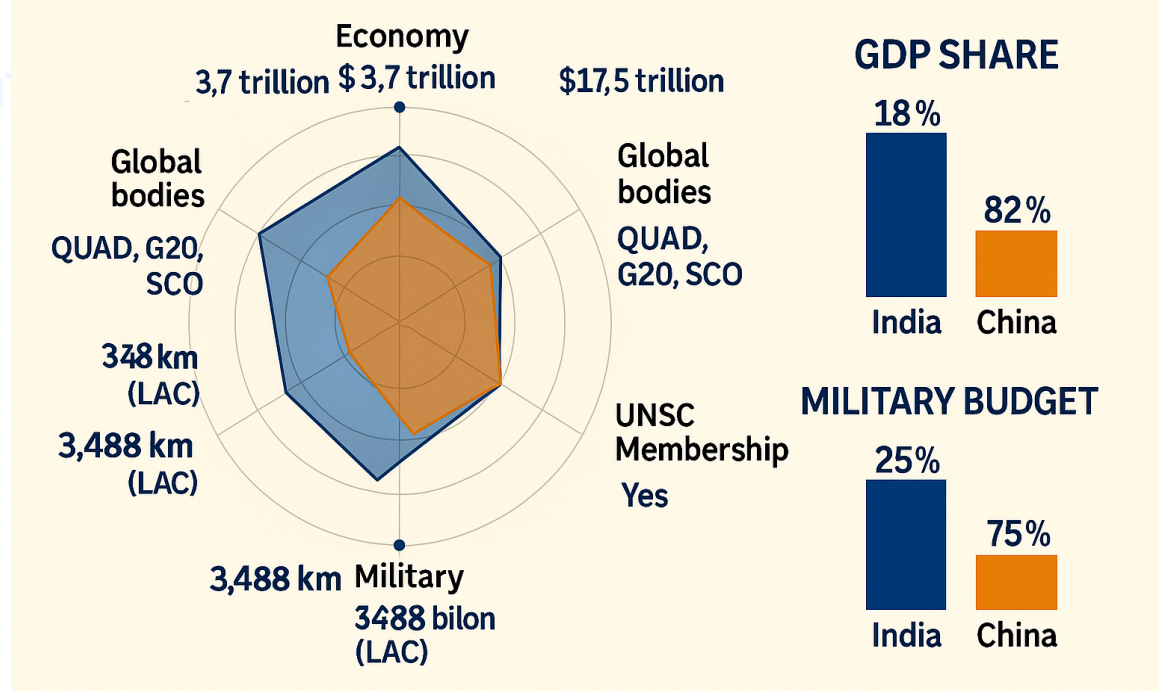 Economy
3,7 trillion $ 3,7 trillion
$17,5 trillion
Global
bodies
QUAD, G20,
SCO
(LAC)
3,488 km
(LAC)
Global
bodies
QUAD,
G20, SCO
UNSC
Membership
Yes
3,488 km Military
3488 bilon
(LAC)
GDP SHARE
18%
82%
India
China
MILITARY BUDGET
25%
75%
India
China